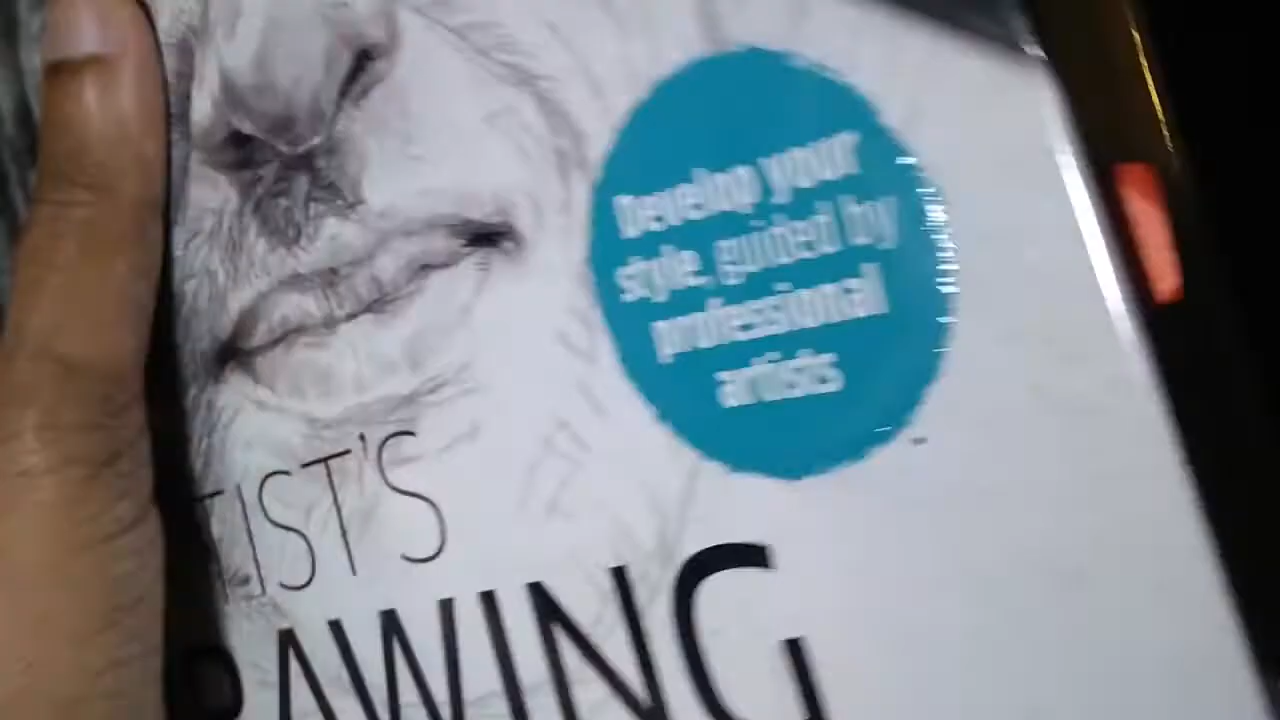 Develop your
style, guided by
professional
artists
TIST'S
AWING